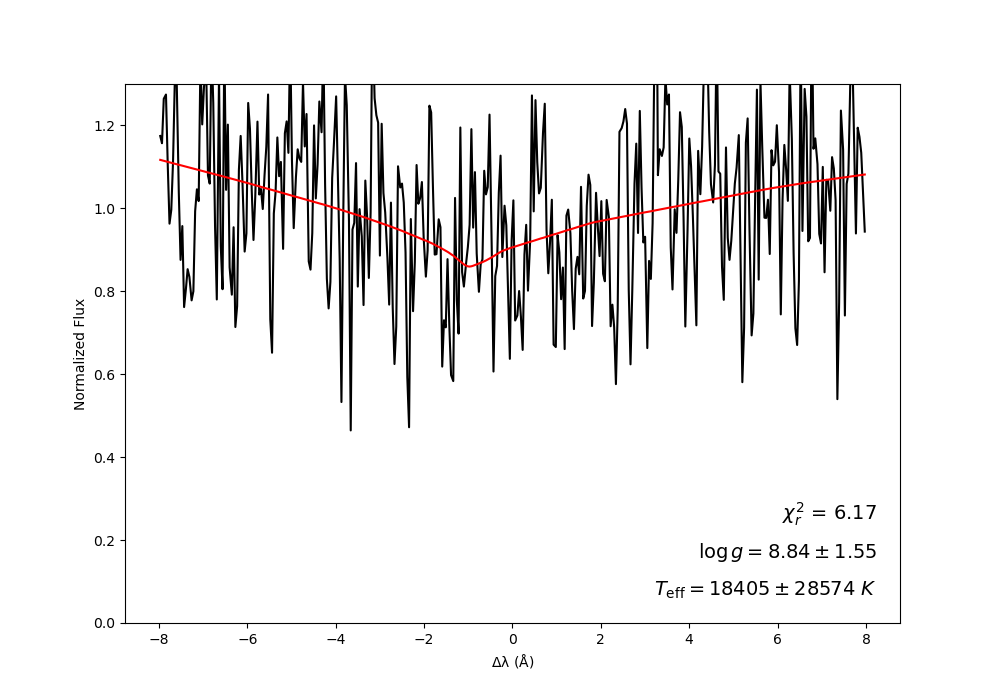 1.2
1.0
0.8
0.6
0.4
0.2
0.0
Normalized Flux
χ²ᵣ = 6.17
log g = 8.84 ± 1.55
T_eff = 18405 ± 28574 K
−8 −6 −4 −2 0 2 4 6 8
Δλ (Å)